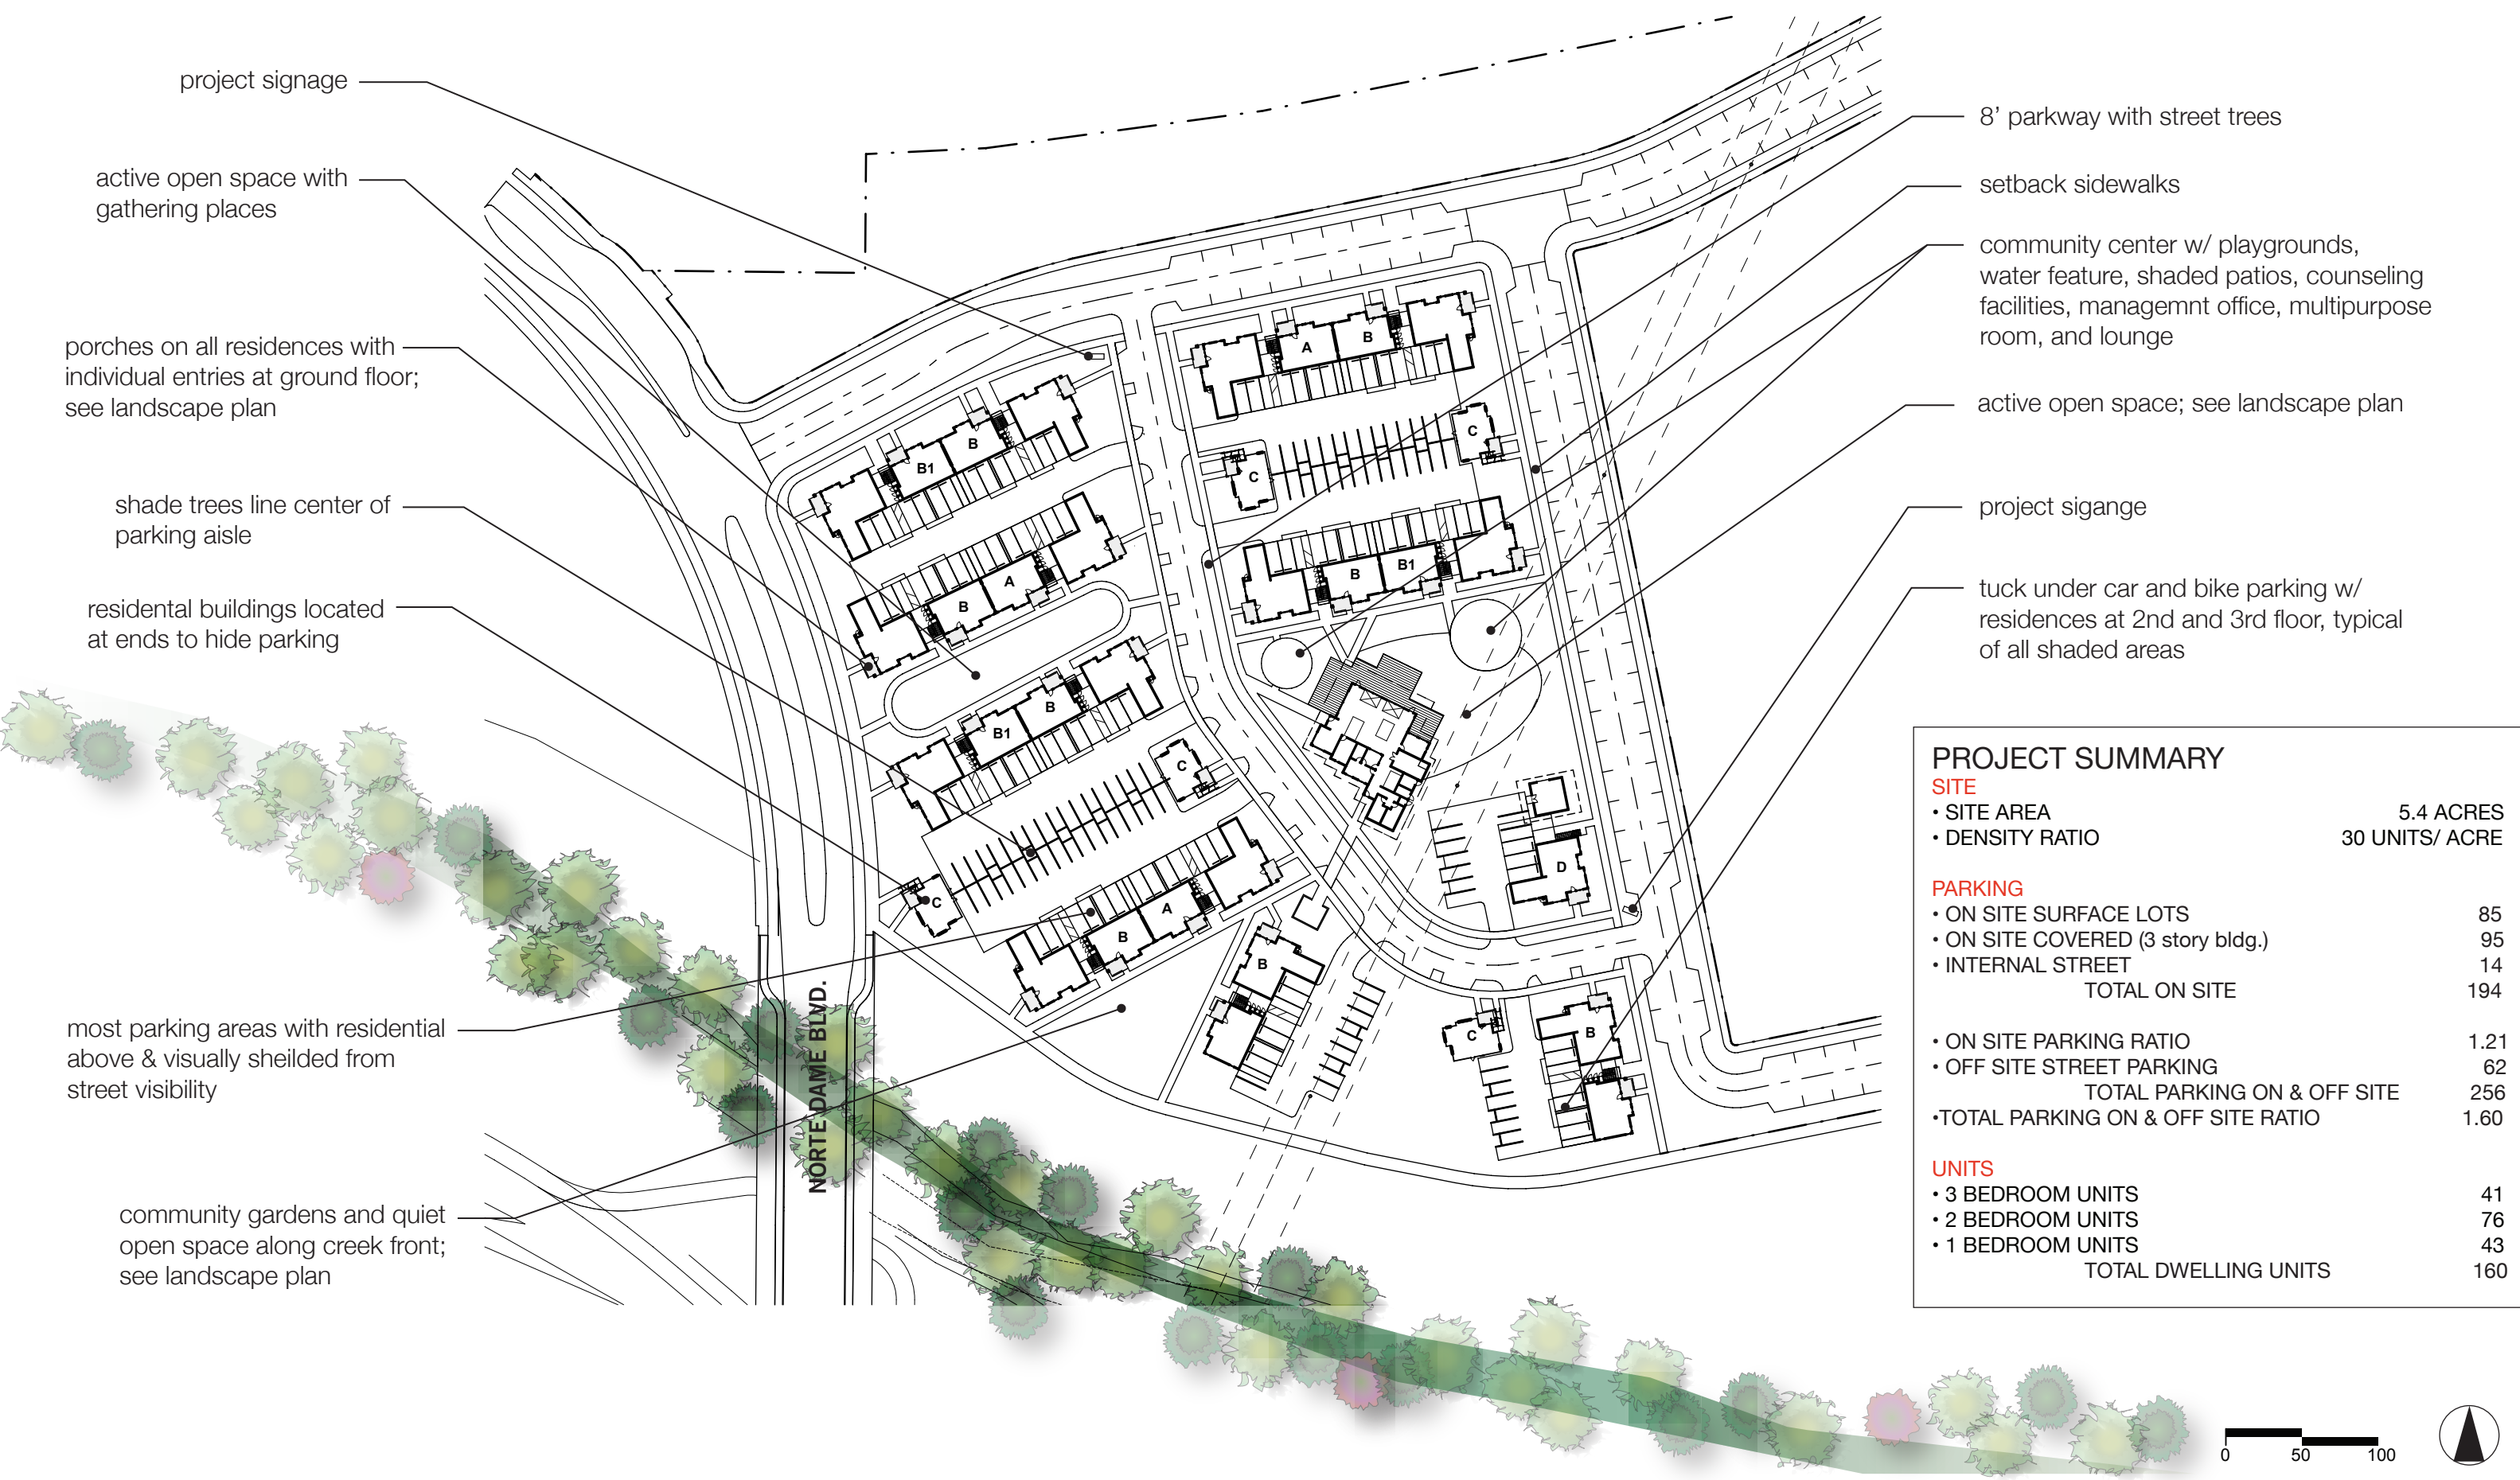 project signage
active open space with
gathering places
porches on all residences with
individual entries at ground floor;
see landscape plan
shade trees line center of
parking aisle
residental buildings located
at ends to hide parking
most parking areas with residential
above & visually sheilded from
street visibility
community gardens and quiet
open space along creek front;
see landscape plan
8’ parkway with street trees
setback sidewalks
community center w/ playgrounds,
water feature, shaded patios, counseling
facilities, managemnt office, multipurpose
room, and lounge
active open space; see landscape plan
project sigange
tuck under car and bike parking w/
residences at 2nd and 3rd floor, typical
of all shaded areas
A
B
B1
B
C
C
B
B1
A
B
B1
B
C
C
A
B
B
D
C
B
NORTE DAME BLVD.
PROJECT SUMMARY
SITE
• SITE AREA 5.4 ACRES
• DENSITY RATIO 30 UNITS/ ACRE
PARKING
• ON SITE SURFACE LOTS 85
• ON SITE COVERED (3 story bldg.) 95
• INTERNAL STREET 14
TOTAL ON SITE 194
• ON SITE PARKING RATIO 1.21
• OFF SITE STREET PARKING 62
TOTAL PARKING ON & OFF SITE 256
•TOTAL PARKING ON & OFF SITE RATIO 1.60
UNITS
• 3 BEDROOM UNITS 41
• 2 BEDROOM UNITS 76
• 1 BEDROOM UNITS 43
TOTAL DWELLING UNITS 160
0 50 100